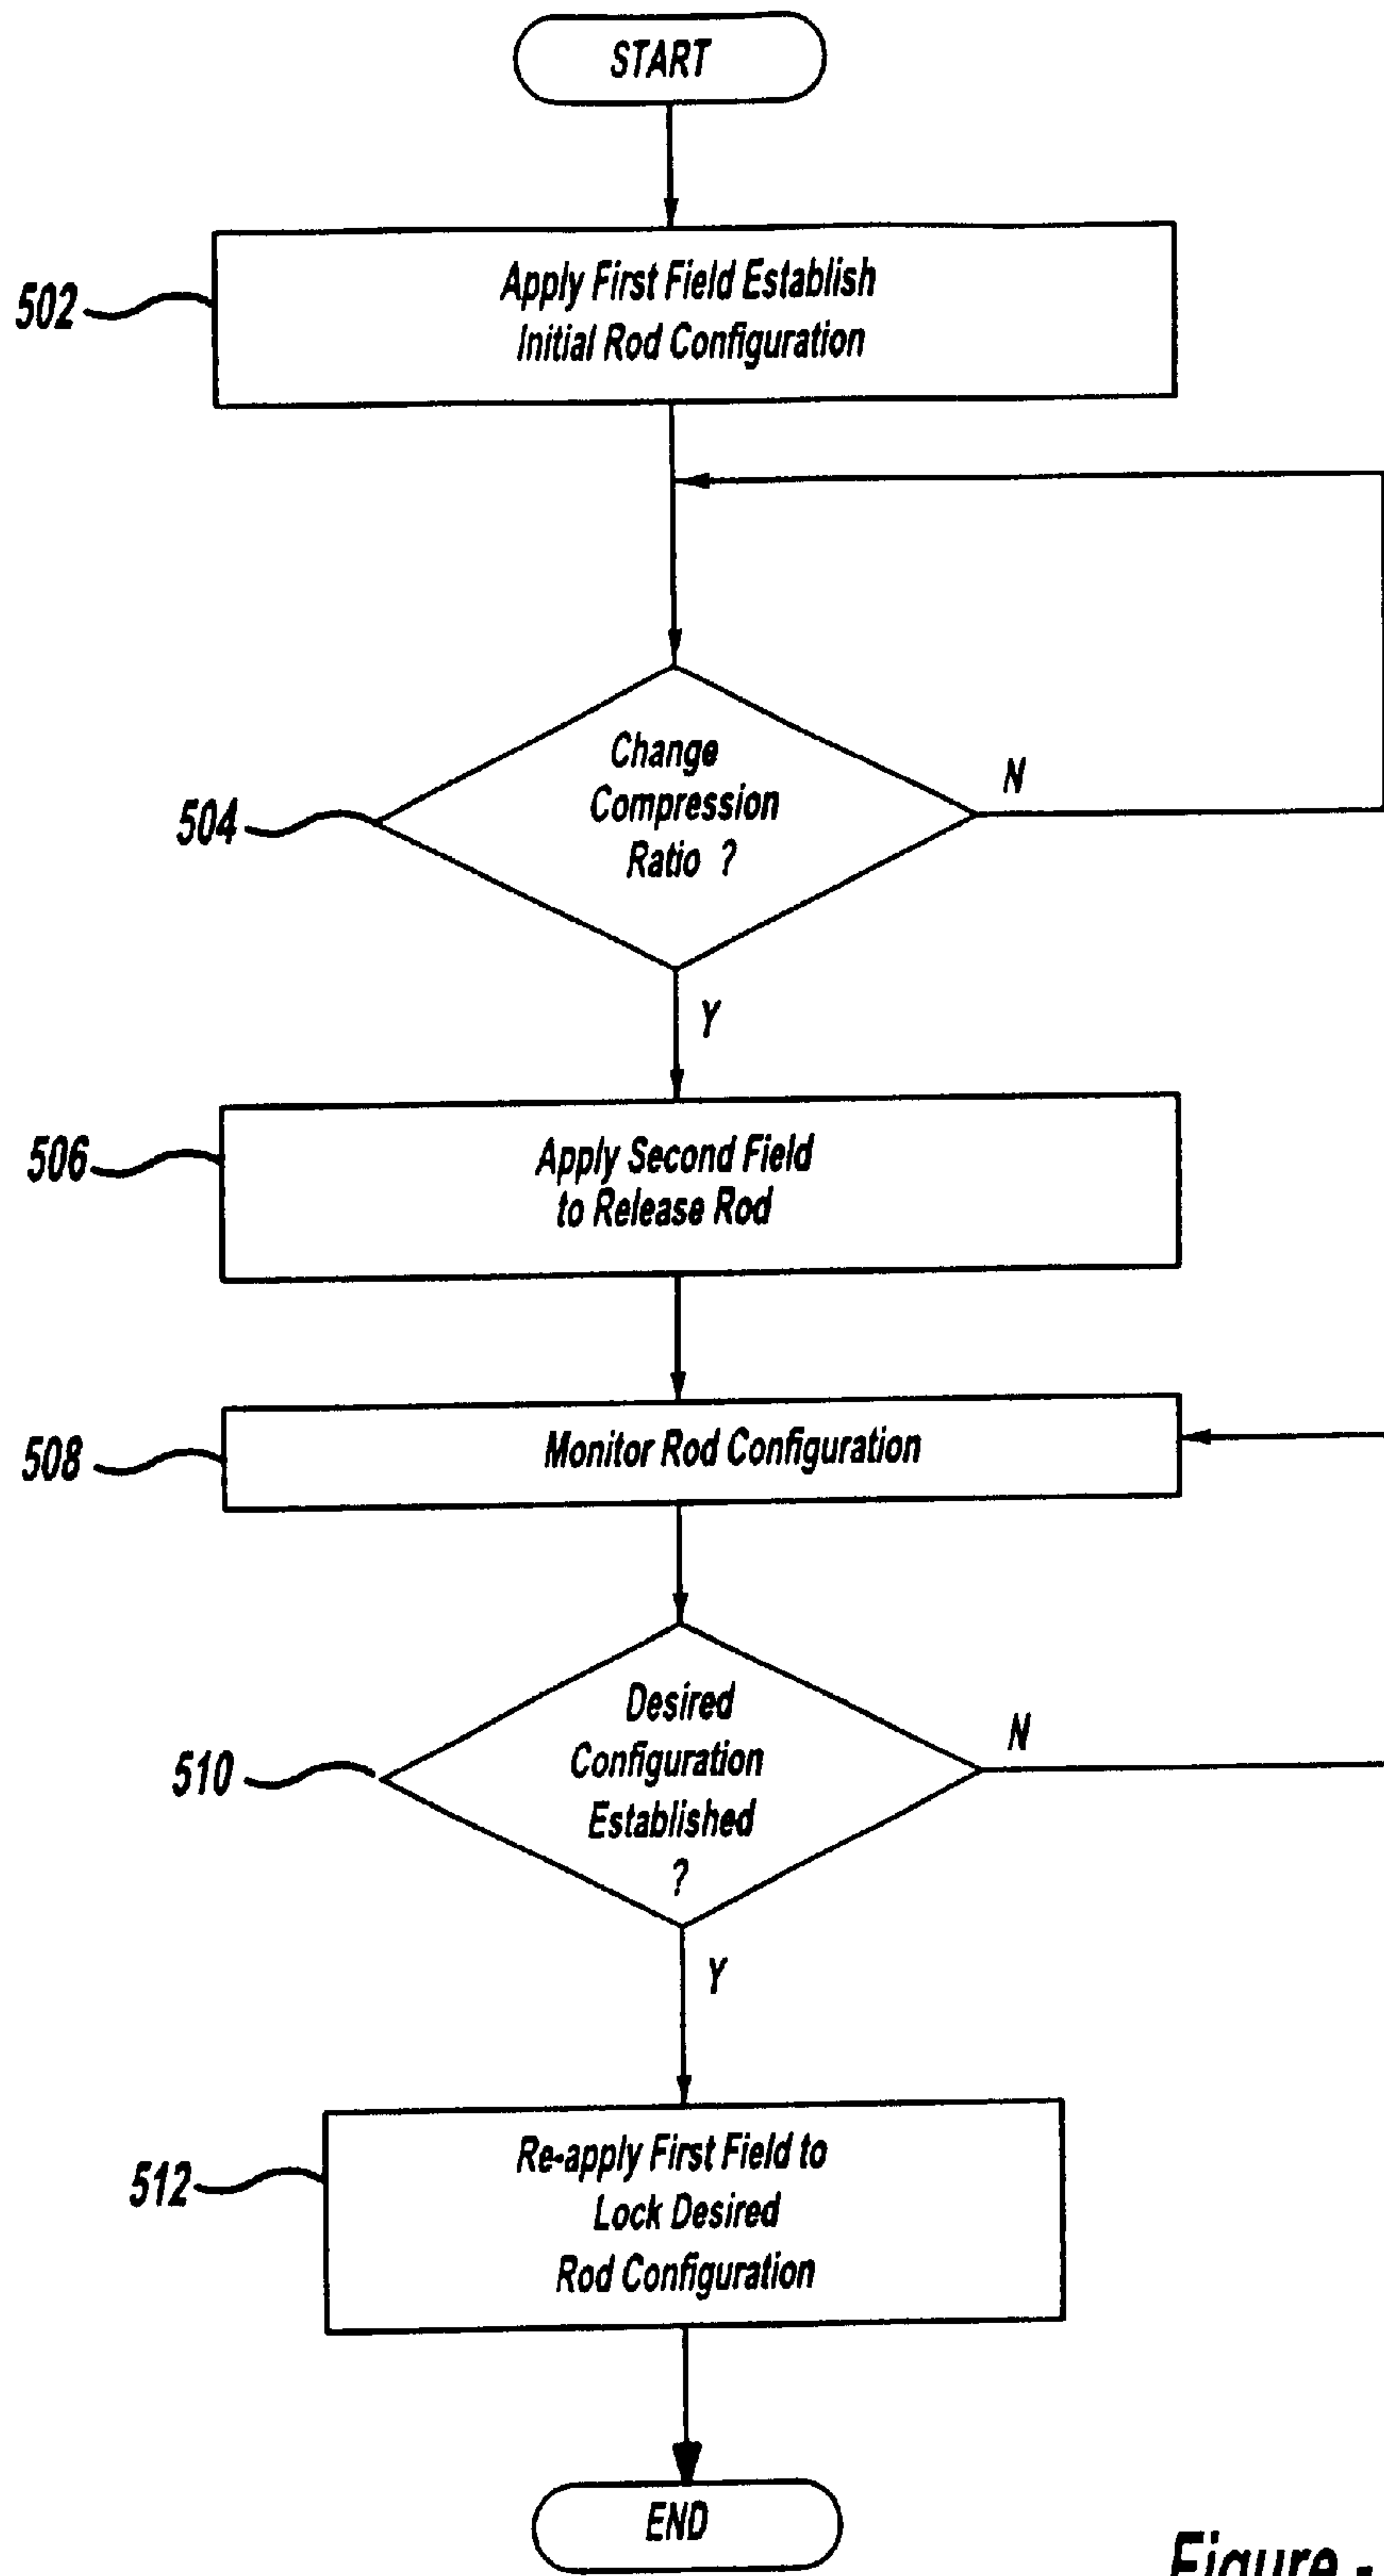 START
502
Apply First Field Establish
Initial Rod Configuration
504
Change
Compression
Ratio ?
N
Y
506
Apply Second Field
to Release Rod
508
Monitor Rod Configuration
510
Desired
Configuration
Established
?
N
Y
512
Re-apply First Field to
Lock Desired
Rod Configuration
END
Figure -